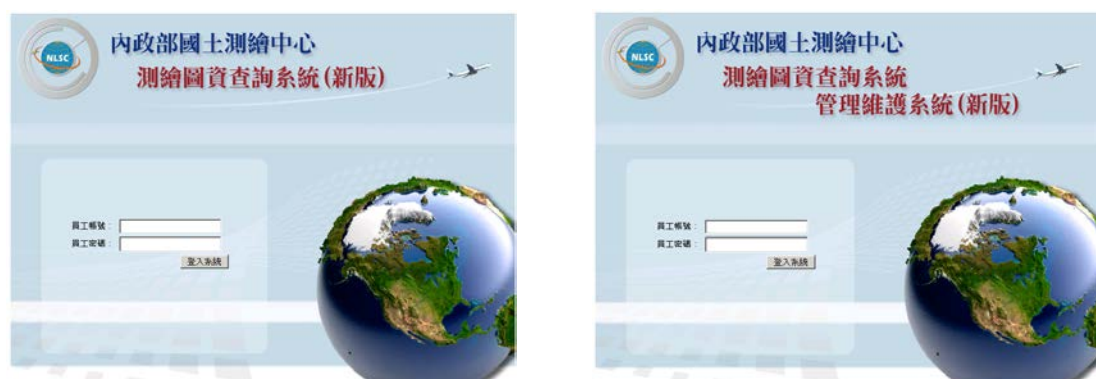 NLSC
內政部國土測繪中心
測繪圖資查詢系統(新版)
員工帳號:
員工密碼:
登入系統
NLSC
內政部國土測繪中心
測繪圖資查詢系統
管理維護系統(新版)
員工帳號:
員工密碼:
登入系統